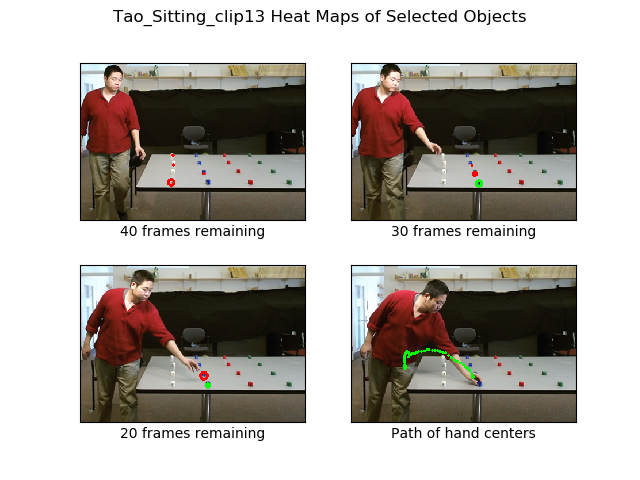 Tao_Sitting_clip13 Heat Maps of Selected Objects
40 frames remaining
30 frames remaining
20 frames remaining
Path of hand centers